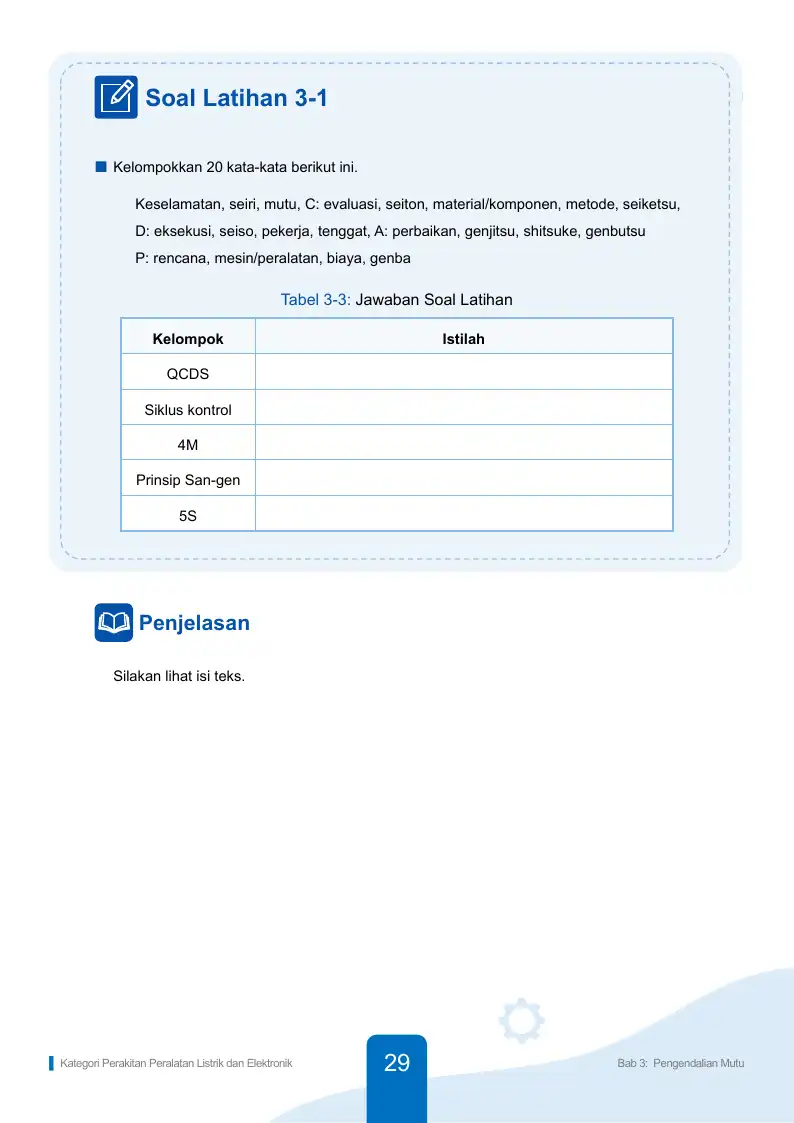 Soal Latihan 3-1
Kelompokkan 20 kata-kata berikut ini.
Keselamatan, seiri, mutu, C: evaluasi, seiton, material/komponen, metode, seiketsu,
D: eksekusi, seiso, pekerja, tenggat, A: perbaikan, genjitsu, shitsuke, genbutsu
P: rencana, mesin/peralatan, biaya, genba
Tabel 3-3: Jawaban Soal Latihan
Kelompok Istilah
QCDS
Siklus kontrol
4M
Prinsip San-gen
5S
Penjelasan
Silakan lihat isi teks.
Kategori Perakitan Peralatan Listrik dan Elektronik 29 Bab 3: Pengendalian Mutu